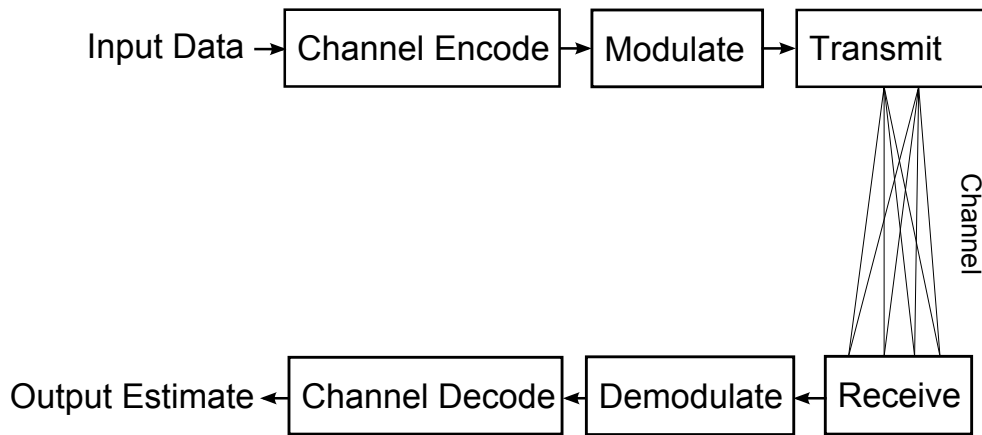 Input Data
Channel Encode
Modulate
Transmit
Channel
Output Estimate
Channel Decode
Demodulate
Receive